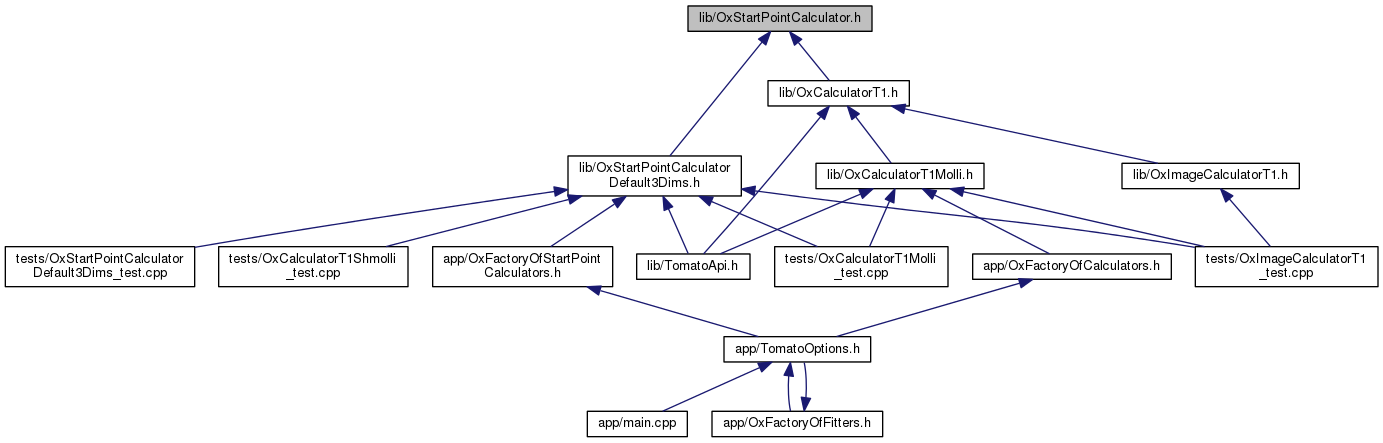 lib/OxStartPointCalculator.h
lib/OxCalculatorT1.h
lib/OxStartPointCalculator
Default3Dims.h
lib/OxCalculatorT1Molli.h
lib/OxImageCalculatorT1.h
tests/OxStartPointCalculator
Default3Dims_test.cpp
tests/OxCalculatorT1Shmolli
_test.cpp
app/OxFactoryOfStartPoint
Calculators.h
lib/TomatoApi.h
tests/OxCalculatorT1Molli
_test.cpp
app/OxFactoryOfCalculators.h
tests/OxImageCalculatorT1
_test.cpp
app/TomatoOptions.h
app/main.cpp
app/OxFactoryOfFitters.h